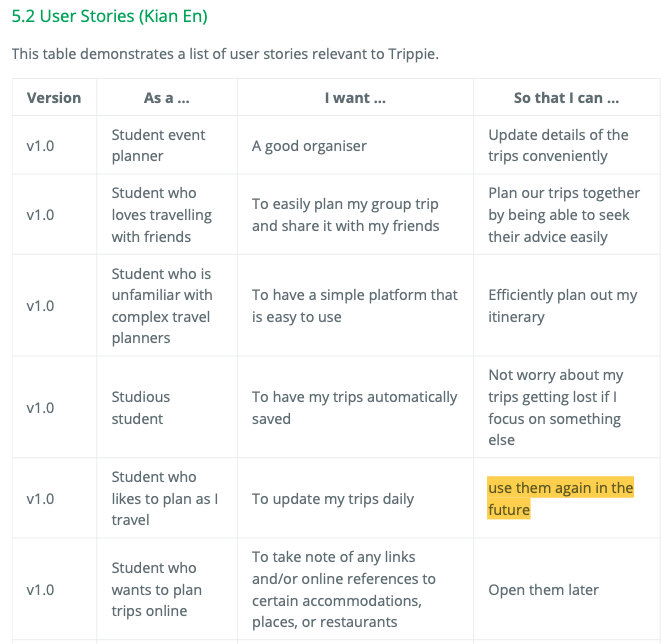 5.2 User Stories (Kian En)
This table demonstrates a list of user stories relevant to Trippie.
Version As a ... I want ... So that I can ...
v1.0
Student event
planner
A good organiser
Update details of the
trips conveniently
v1.0
Student who
loves travelling
with friends
To easily plan my group trip
and share it with my friends
Plan our trips together
by being able to seek
their advice easily
v1.0
Student who is
unfamiliar with
complex travel
planners
To have a simple platform that
is easy to use
Efficiently plan out my
itinerary
v1.0
Studious
student
To have my trips automatically
saved
Not worry about my
trips getting lost if I
focus on something
else
v1.0
Student who
likes to plan as I
travel
To update my trips daily
use them again in the
future
v1.0
Student who
wants to plan
trips online
To take note of any links
and/or online references to
certain accommodations,
places, or restaurants
Open them later